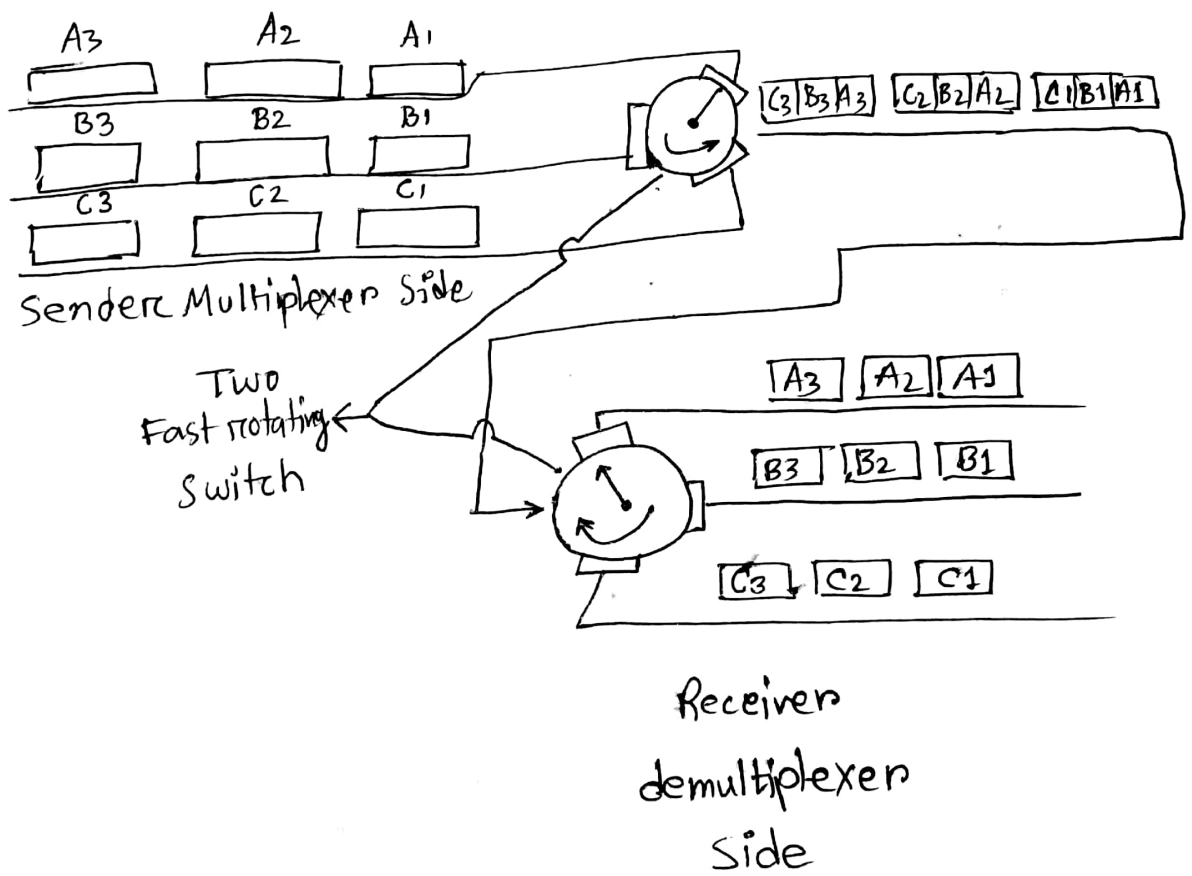 A3 A2 A1
C3 B3 A3 C2 B2 A2 C1 B1 A1
B3 B2 B1
C3 C2 C1
Senderc Multiplexer Side
Two
Fast rotating
Switch
A3 A2 A1
B3 B2 B1
C3 C2 C1
Receiver
demultiplexer
Side